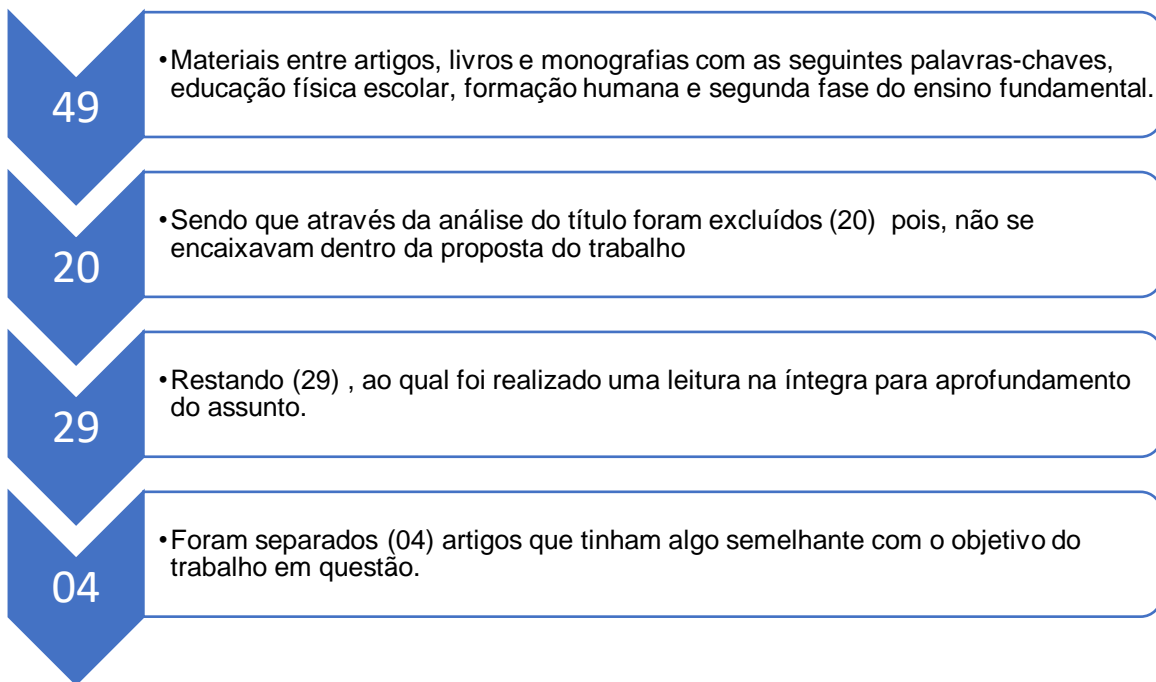 49
•Materiais entre artigos, livros e monografias com as seguintes palavras-chaves,
educação física escolar, formação humana e segunda fase do ensino fundamental.
20
•Sendo que através da análise do título foram excluídos (20) pois, não se
encaixavam dentro da proposta do trabalho
29
•Restando (29) , ao qual foi realizado uma leitura na íntegra para aprofundamento
do assunto.
04
•Foram separados (04) artigos que tinham algo semelhante com o objetivo do
trabalho em questão.